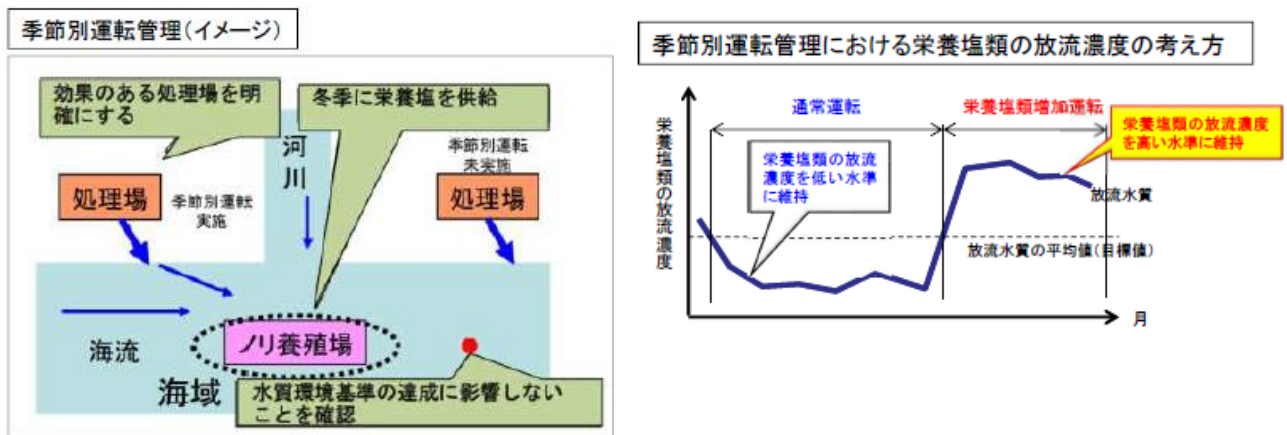 季節別運転管理(イメージ)
効果のある処理場を明
確にする
冬季に栄養塩を供給
河
川
季節別運転
未実施
処理場
季節別運転
実施
処理場
海流
ノリ養殖場
海域
水質環境基準の達成に影響しない
ことを確認
季節別運転管理における栄養塩類の放流濃度の考え方
栄養塩類の放流濃度
通常運転
栄養塩類増加運転
栄養塩類の放流濃度
を高い水準に維持
栄養塩類の放流
濃度を低い水準
に維持
放流水質
放流水質の平均値(目標値)
月